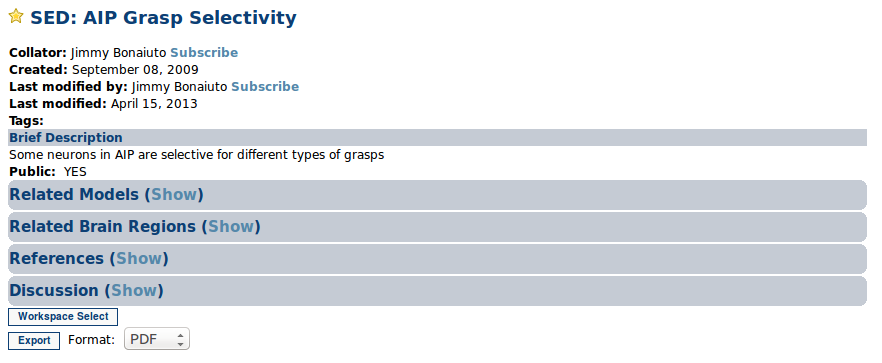 SED: AIP Grasp Selectivity
Collator: Jimmy Bonaiuto Subscribe
Created: September 08, 2009
Last modified by: Jimmy Bonaiuto Subscribe
Last modified: April 15, 2013
Tags:
Brief Description
Some neurons in AIP are selective for different types of grasps
Public: YES
Related Models (Show)
Related Brain Regions (Show)
References (Show)
Discussion (Show)
Workspace Select
Export Format: PDF